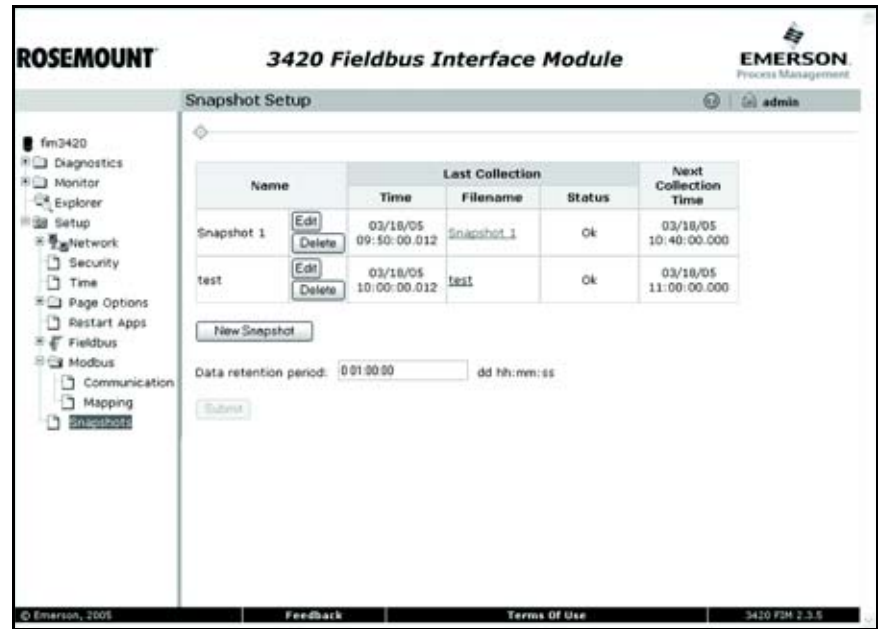 ROSEMOUNT
3420 Fieldbus Interface Module
EMERSON
Process Management
Snapshot Setup
admin
fim3420
Diagnostics
Monitor
Explorer
Setup
Network
Security
Time
Page Options
Restart Apps
Fieldbus
Modbus
Communication
Mapping
Snapshots
Name
Last Collection
Next Collection Time
Time
Filename
Status
Snapshot 1
Edit
Delete
03/18/05
09:50:00.012
Snapshot 1
Ok
03/18/05
10:40:00.000
test
Edit
Delete
03/18/05
10:00:00.012
test
Ok
03/18/05
11:00:00.000
New Snapshot
Data retention period: 0 01:00:00 dd hh:mm:ss
Submit
© Emerson, 2005
Feedback
Terms Of Use
3420 FIM 2.3.5